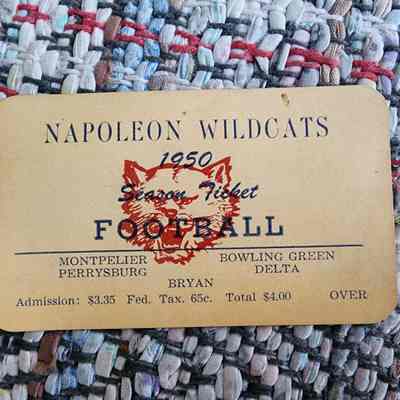 NAPOLEON WILDCATS
1950
Season Ticket
FOOTBALL
MONTPELIER BOWLING GREEN
PERRYSBURG DELTA
BRYAN
Admission: $3.35 Fed. Tax. 65c. Total $4.00 OVER